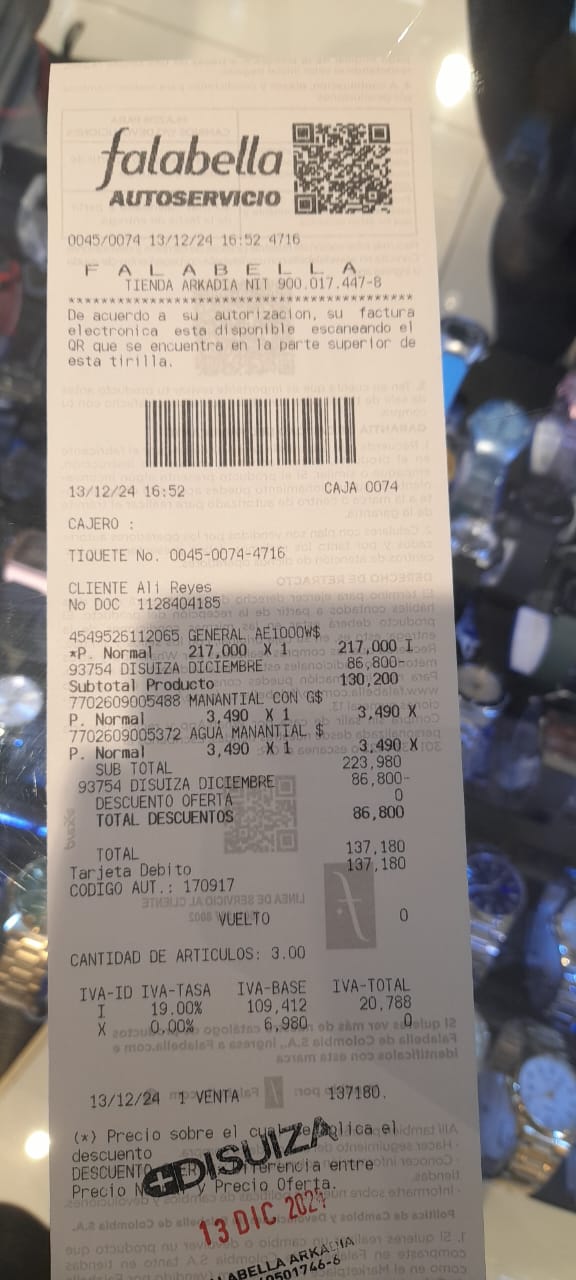 falabella
AUTOSERVICIO
0045/0074 13/12/24 16:52 4716
F A L A B E L L A
TIENDA ARKADIA NIT 900.017.447-8
****************************************************
De acuerdo a su autorizacion, su factura
electronica esta disponible escaneando el
QR que se encuentra en la parte superior de
esta tirilla.
13/12/24 16:52 CAJA 0074
CAJERO :
TIQUETE No. 0045-0074-4716
CLIENTE Ali Reyes
No DOC 1128404185
4549526112065 GENERAL AE1000W$
*P. Normal 217,000 X 1 217,000 I
93754 DISUIZA DICIEMBRE 86,800-
Subtotal Producto 130,200
7702609005488 MANANTIAL CON G$
P. Normal 3,490 X 1 3,490 X
7702609005372 AGUA MANANTIAL $
P. Normal 3,490 X 1 3,490 X
SUB TOTAL 223,980
93754 DISUIZA DICIEMBRE 86,800-
DESCUENTO OFERTA 0
TOTAL DESCUENTOS 86,800
TOTAL 137,180
Tarjeta Debito 137,180
CODIGO AUT.: 170917
VUELTO 0
CANTIDAD DE ARTICULOS: 3.00
IVA-ID IVA-TASA IVA-BASE IVA-TOTAL
I 19.00% 109,412 20,788
X 0,00% 6,980 0
13/12/24 1 VENTA 137180.
(*) Precio sobre el cual se aplica el
descuento
DESCUENTO diferencia entre
Precio Precio Oferta.
DISUIZA
13 DIC 2024
ALABELLA ARKADIA
0501746-6